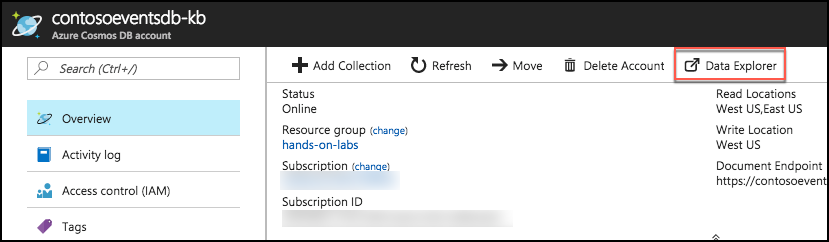 contosoeventsdb-kb
Azure Cosmos DB account
Search (Ctrl+/)
Overview
Activity log
Access control (IAM)
Tags
Add Collection Refresh Move Delete Account Data Explorer
Status
Online
Resource group (change)
hands-on-labs
Subscription (change)
Subscription ID
Read Locations
West US,East US
Write Location
West US
Document Endpoint
https://contosoevent